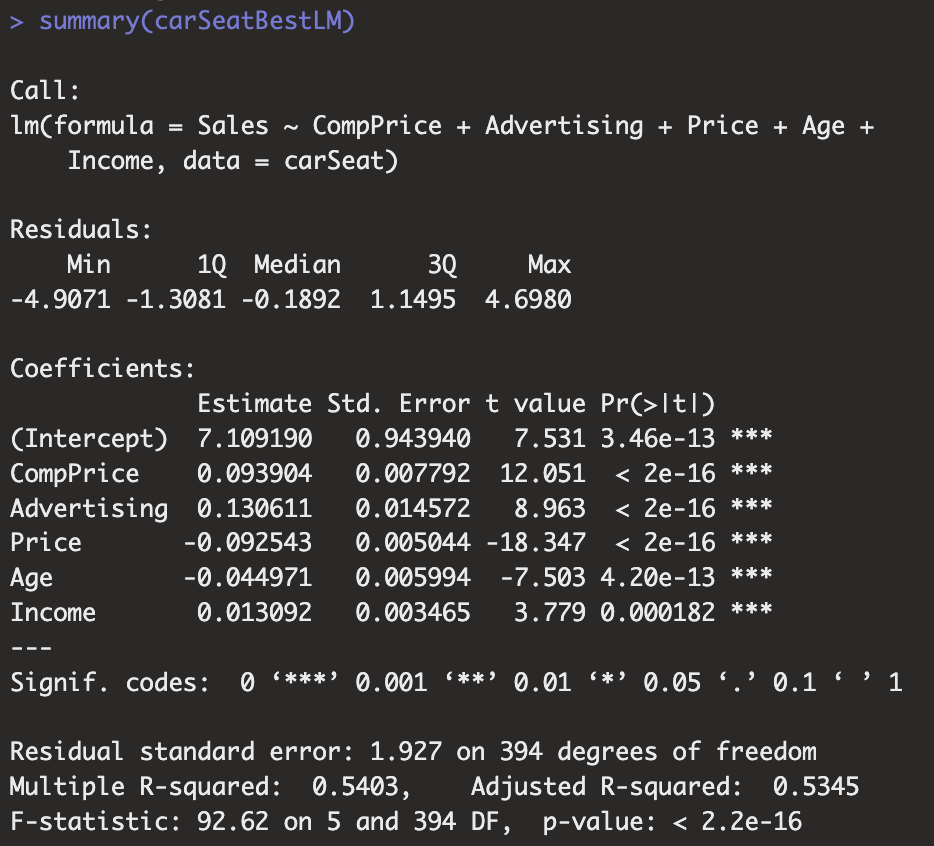 > summary(carSeatBestLM)
Call:
lm(formula = Sales ~ CompPrice + Advertising + Price + Age +
    Income, data = carSeat)
Residuals:
    Min      1Q  Median      3Q     Max
-4.9071 -1.3081 -0.1892  1.1495  4.6980
Coefficients:
             Estimate Std. Error t value Pr(>|t|)
(Intercept)  7.109190   0.943940   7.531 3.46e-13 ***
CompPrice    0.093904   0.007792  12.051  < 2e-16 ***
Advertising  0.130611   0.014572   8.963  < 2e-16 ***
Price       -0.092543   0.005044 -18.347  < 2e-16 ***
Age         -0.044971   0.005994  -7.503 4.20e-13 ***
Income       0.013092   0.003465   3.779 0.000182 ***
---
Signif. codes:  0 ‘***’ 0.001 ‘**’ 0.01 ‘*’ 0.05 ‘.’ 0.1 ‘ ’ 1
Residual standard error: 1.927 on 394 degrees of freedom
Multiple R-squared:  0.5403,    Adjusted R-squared:  0.5345
F-statistic: 92.62 on 5 and 394 DF,  p-value: < 2.2e-16